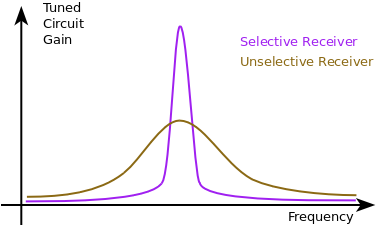 Tuned
Circuit
Gain
Selective Receiver
Unselective Receiver
Frequency